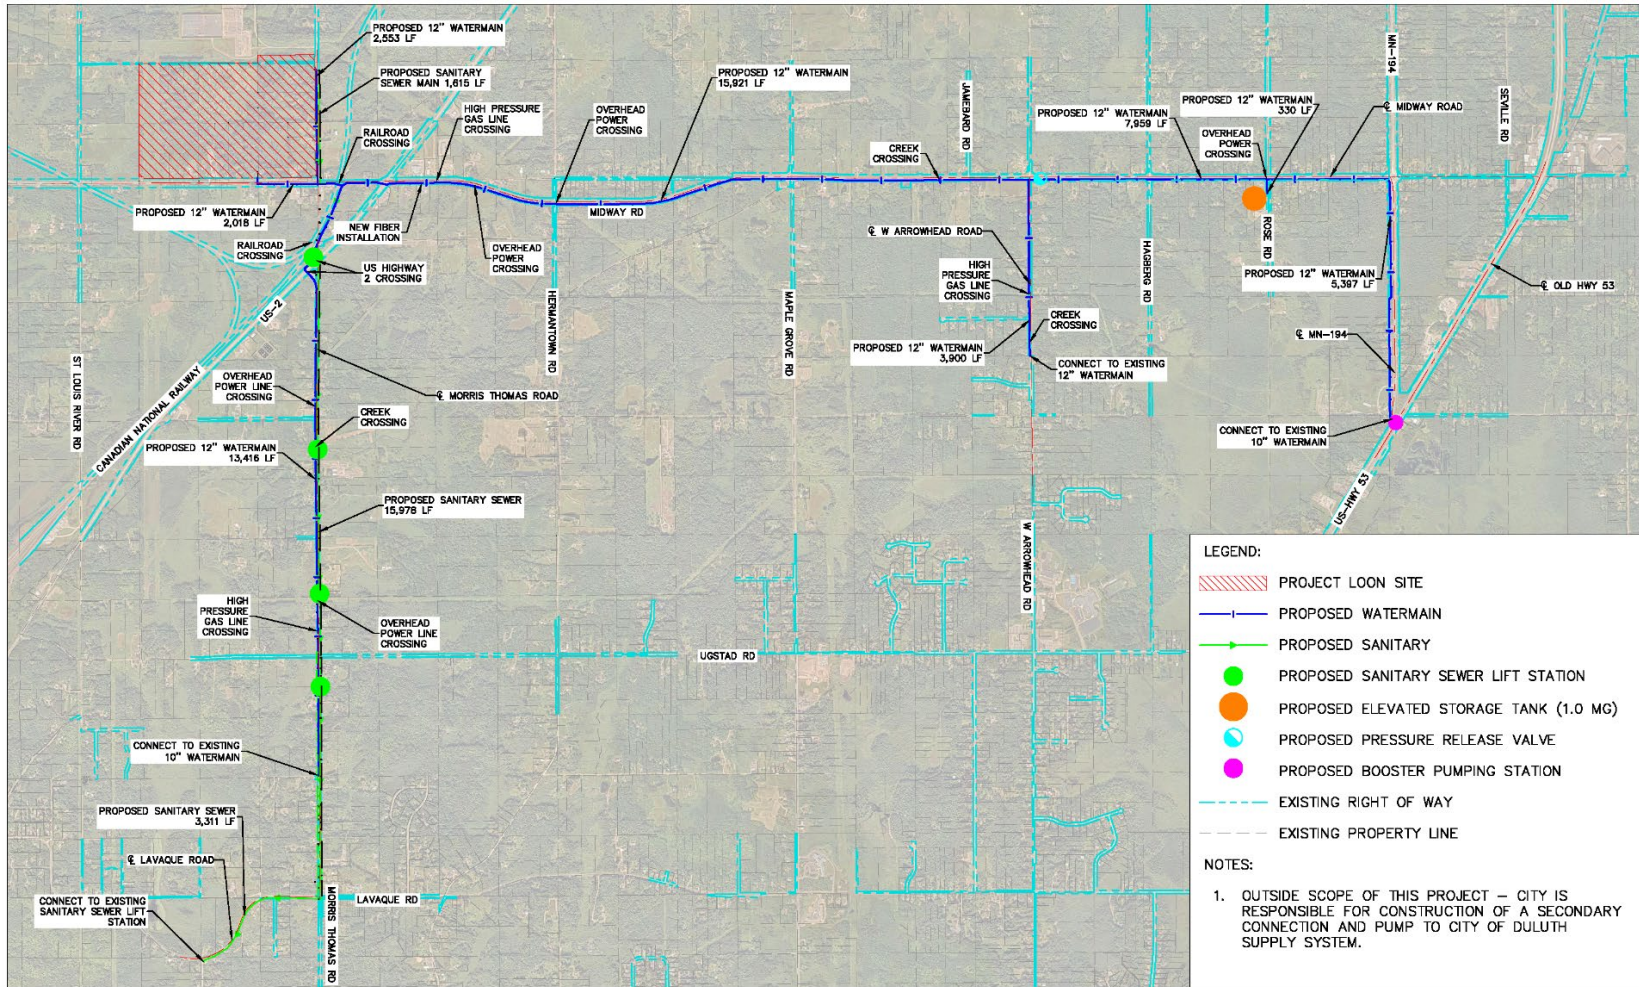 PROPOSED 12" WATERMAIN
2,553 LF
PROPOSED SANITARY
SEWER MAIN 1,615 LF
RAILROAD
CROSSING
HIGH PRESSURE
GAS LINE
CROSSING
OVERHEAD
POWER
CROSSING
PROPOSED 12" WATERMAIN
15,921 LF
CREEK
CROSSING
JAMEBARD RD
PROPOSED 12" WATERMAIN
7,959 LF
PROPOSED 12" WATERMAIN
330 LF
OVERHEAD
POWER
CROSSING
℄ MIDWAY ROAD
MN-194
SEVILLE RD
PROPOSED 12" WATERMAIN
2,018 LF
RAILROAD
CROSSING
NEW FIBER
INSTALLATION
US HIGHWAY
2 CROSSING
OVERHEAD
POWER
CROSSING
MIDWAY RD
℄ W ARROWHEAD ROAD
HIGH
PRESSURE
GAS LINE
CROSSING
HAGBERG RD
ROSE RD
PROPOSED 12" WATERMAIN
5,397 LF
℄ OLD HWY 53
US-2
HERMANTOWN RD
MAPLE GROVE RD
CREEK
CROSSING
PROPOSED 12" WATERMAIN
3,900 LF
CONNECT TO EXISTING
12" WATERMAIN
℄ MN-194
ST LOUIS RIVER RD
CANADIAN NATIONAL RAILWAY
OVERHEAD
POWER LINE
CROSSING
℄ MORRIS THOMAS ROAD
CREEK
CROSSING
PROPOSED 12" WATERMAIN
13,416 LF
CONNECT TO EXISTING
10" WATERMAIN
US-HWY 53
PROPOSED SANITARY SEWER
15,978 LF
W ARROWHEAD RD
HIGH
PRESSURE
GAS LINE
CROSSING
OVERHEAD
POWER LINE
CROSSING
UGSTAD RD
CONNECT TO EXISTING
10" WATERMAIN
PROPOSED SANITARY SEWER
3,311 LF
℄ LAVAQUE ROAD
CONNECT TO EXISTING
SANITARY SEWER LIFT
STATION
MORRIS THOMAS RD
LAVAQUE RD
LEGEND:
PROJECT LOON SITE
PROPOSED WATERMAIN
PROPOSED SANITARY
PROPOSED SANITARY SEWER LIFT STATION
PROPOSED ELEVATED STORAGE TANK (1.0 MG)
PROPOSED PRESSURE RELEASE VALVE
PROPOSED BOOSTER PUMPING STATION
EXISTING RIGHT OF WAY
EXISTING PROPERTY LINE
NOTES:
1. OUTSIDE SCOPE OF THIS PROJECT – CITY IS
RESPONSIBLE FOR CONSTRUCTION OF A SECONDARY
CONNECTION AND PUMP TO CITY OF DULUTH
SUPPLY SYSTEM.